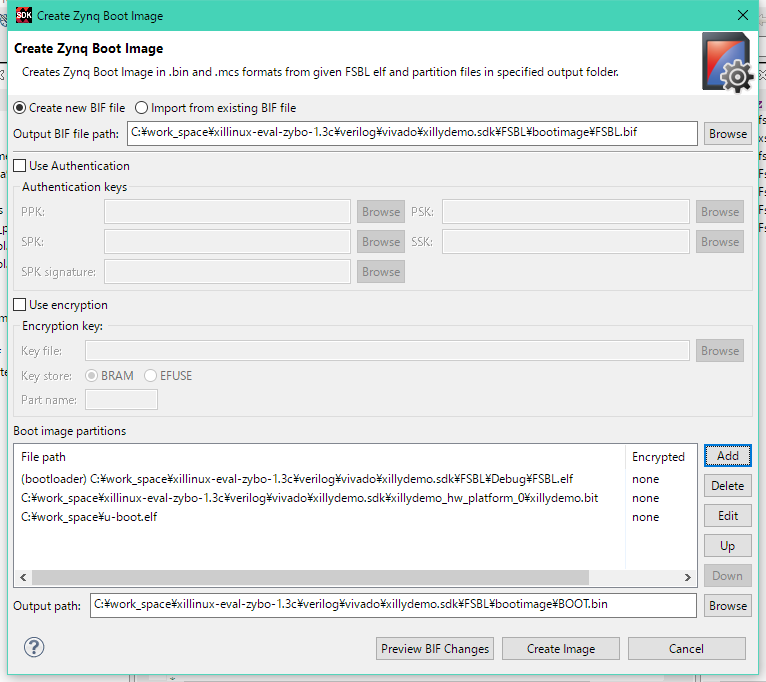 SDK Create Zynq Boot Image
Create Zynq Boot Image
Creates Zynq Boot Image in .bin and .mcs formats from given FSBL elf and partition files in specified output folder.
Create new BIF file Import from existing BIF file
Output BIF file path: C:¥work_space¥xillinux-eval-zybo-1.3c¥verilog¥vivado¥xillydemo.sdk¥FSBL¥bootimage¥FSBL.bif Browse
Use Authentication
Authentication keys
PPK: Browse PSK: Browse
SPK: Browse SSK: Browse
SPK signature: Browse
Use encryption
Encryption key:
Key file: Browse
Key store: BRAM EFUSE
Part name:
Boot image partitions
File path Encrypted Add
(bootloader) C:¥work_space¥xillinux-eval-zybo-1.3c¥verilog¥vivado¥xillydemo.sdk¥FSBL¥Debug¥FSBL.elf none Delete
C:¥work_space¥xillinux-eval-zybo-1.3c¥verilog¥vivado¥xillydemo.sdk¥xillydemo_hw_platform_0¥xillydemo.bit none
C:¥work_space¥u-boot.elf none Edit
Up
Down
Output path: C:¥work_space¥xillinux-eval-zybo-1.3c¥verilog¥vivado¥xillydemo.sdk¥FSBL¥bootimage¥BOOT.bin Browse
? Preview BIF Changes Create Image Cancel